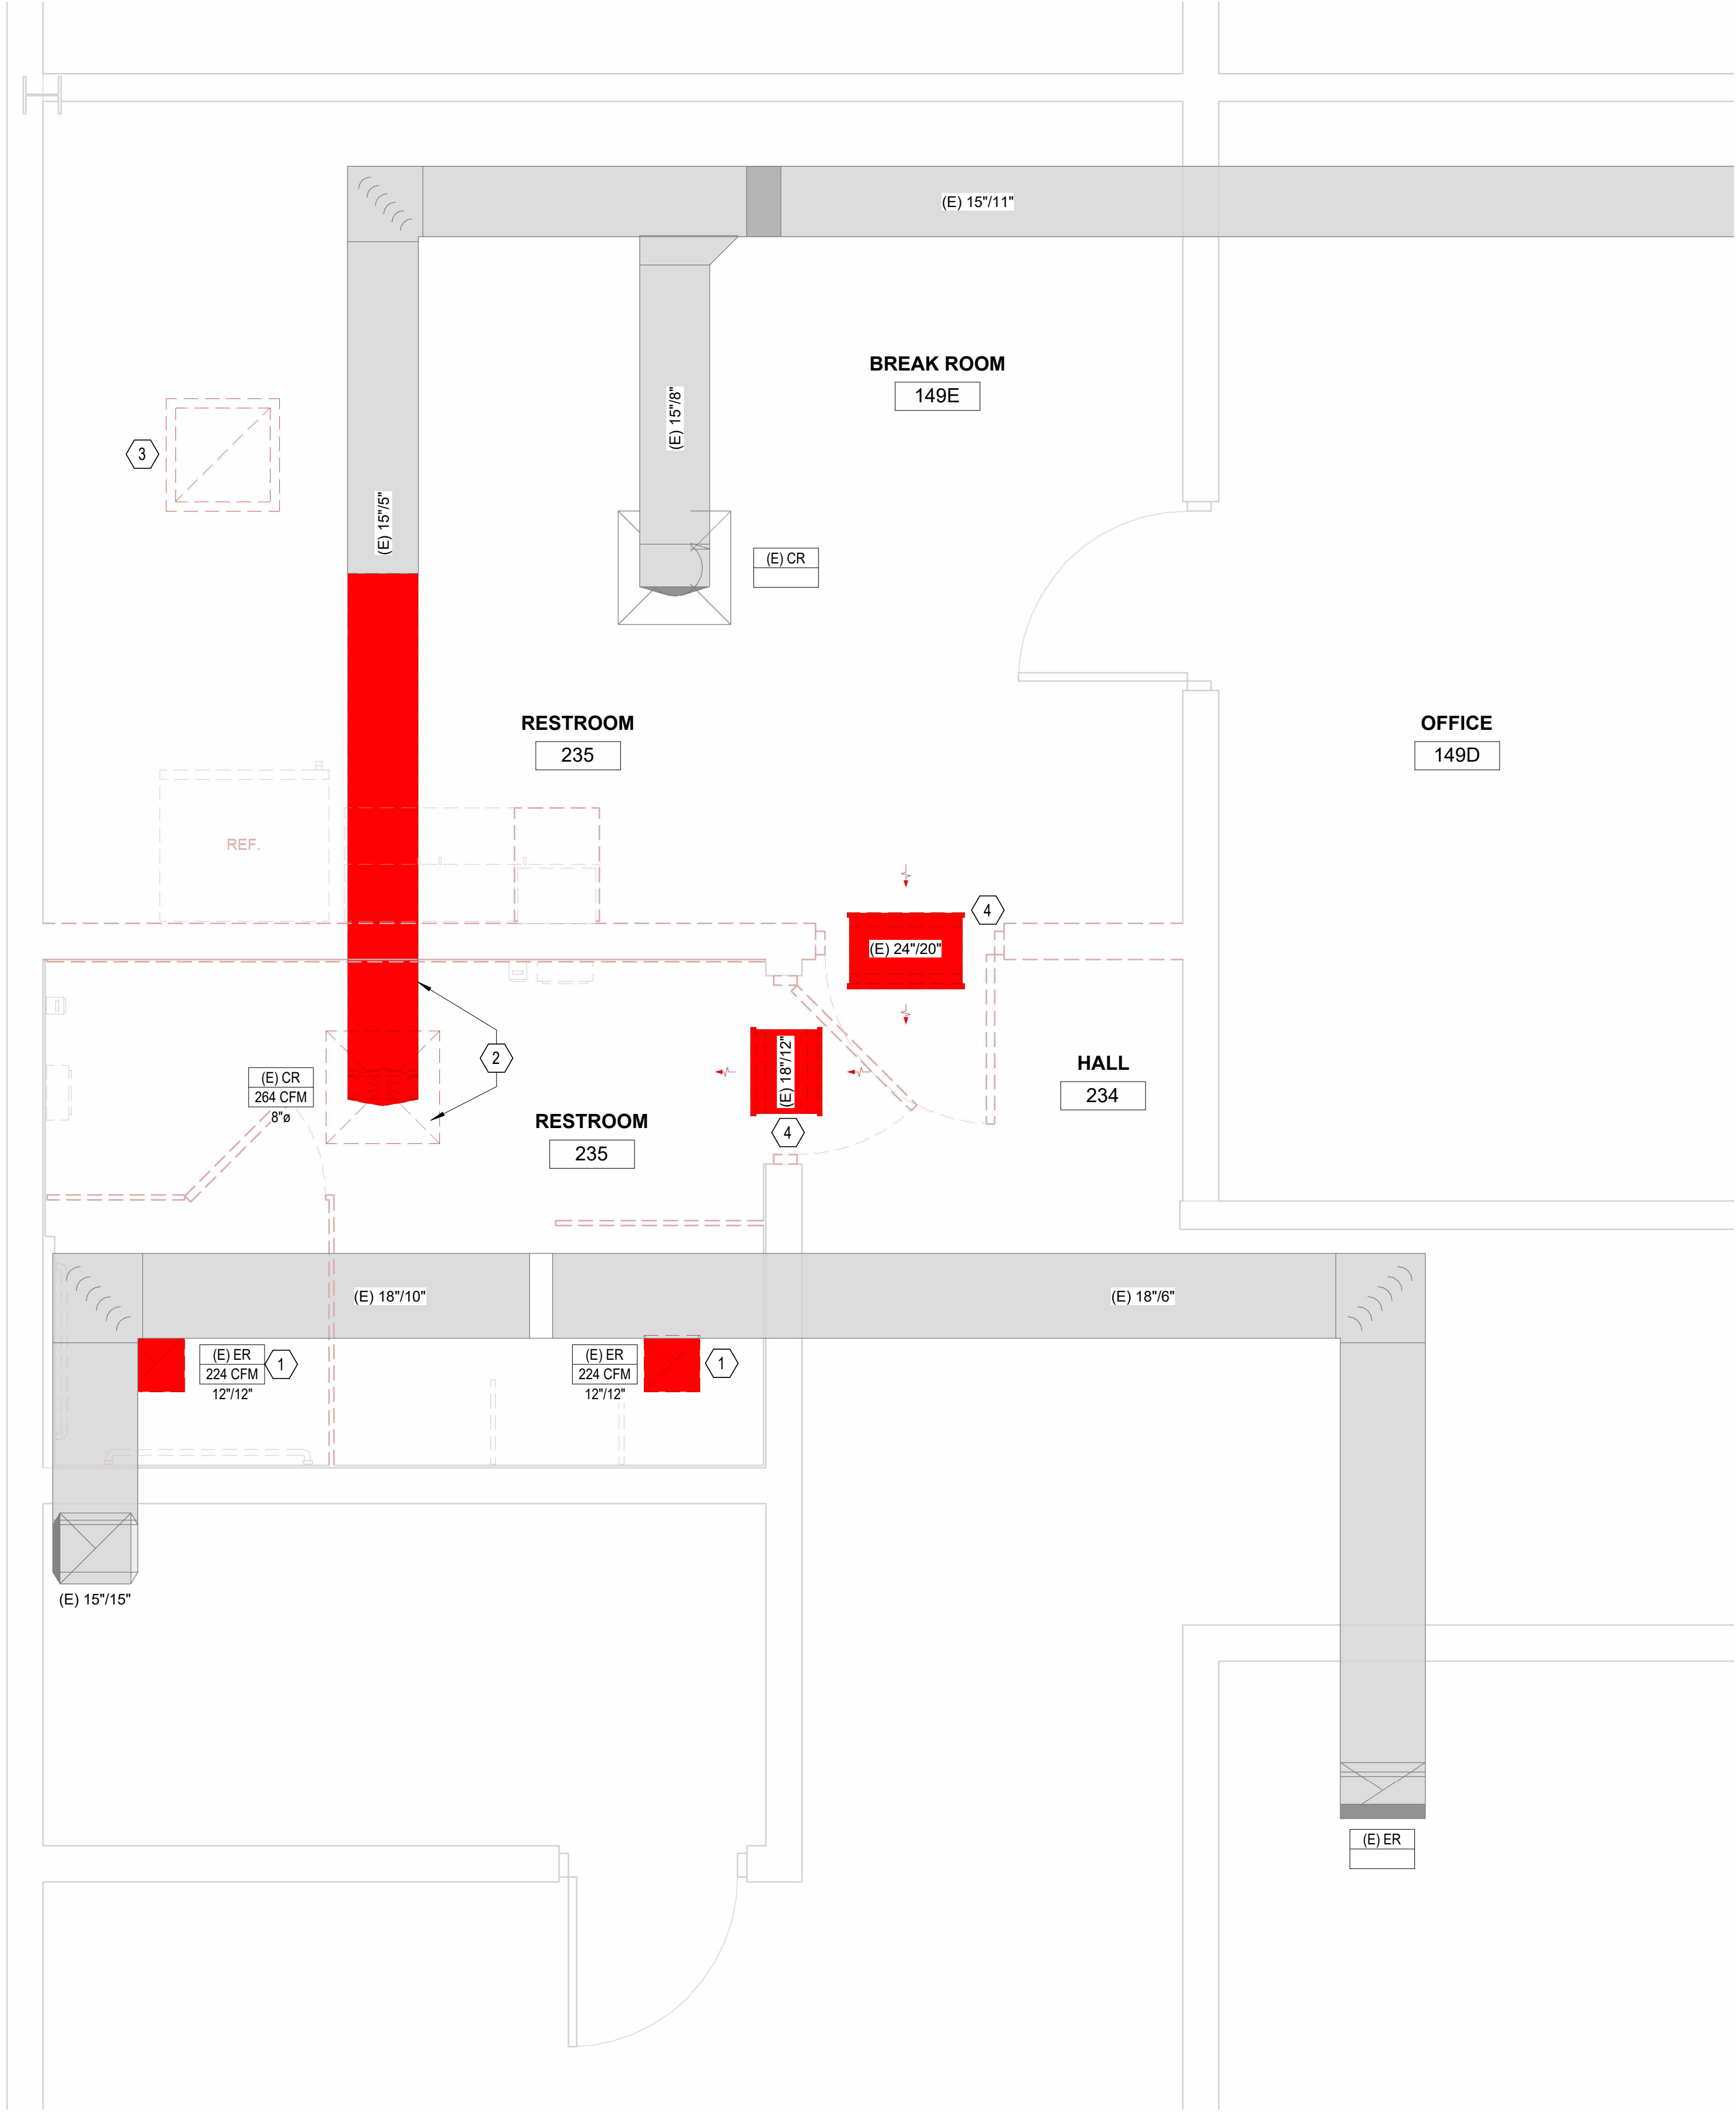 (E) 15"/11"
BREAK ROOM
149E
(E) 15"/8"
3
(E) 15"/5"
(E) CR
RESTROOM
235
OFFICE
149D
REF.
4
(E) 24"/20"
2
(E) 18"/12"
HALL
234
(E) CR
264 CFM
8"ø
RESTROOM
235
4
(E) 18"/10"
(E) 18"/6"
(E) ER
224 CFM
12"/12"
1
(E) ER
224 CFM
12"/12"
1
(E) 15"/15"
(E) ER